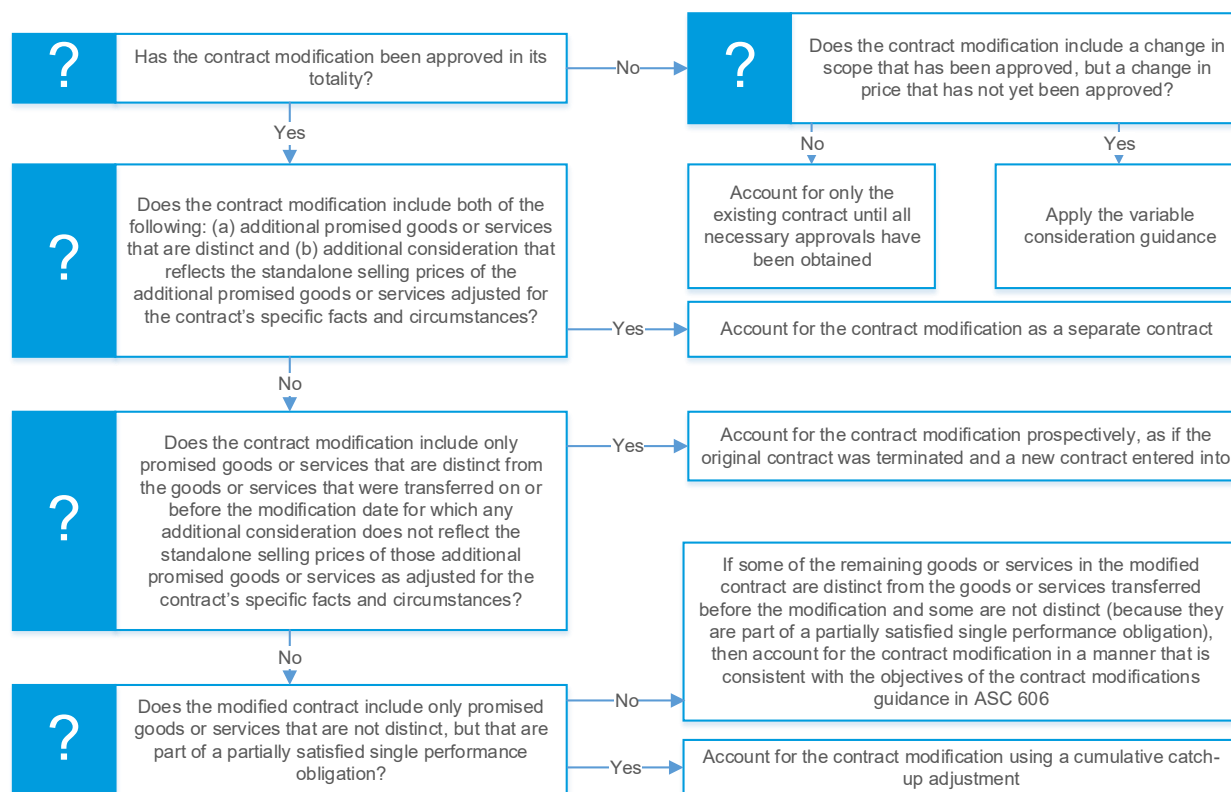 ?
Has the contract modification been approved in its
totality?
No
?
Does the contract modification include a change in
scope that has been approved, but a change in
price that has not yet been approved?
Yes
No
Yes
Account for only the
existing contract until all
necessary approvals have
been obtained
Apply the variable
consideration guidance
?
Does the contract modification include both of the
following: (a) additional promised goods or services
that are distinct and (b) additional consideration that
reflects the standalone selling prices of the
additional promised goods or services adjusted for
the contract’s specific facts and circumstances?
Yes
Account for the contract modification as a separate contract
No
?
Does the contract modification include only
promised goods or services that are distinct from
the goods or services that were transferred on or
before the modification date for which any
additional consideration does not reflect the
standalone selling prices of those additional
promised goods or services as adjusted for the
contract’s specific facts and circumstances?
Yes
Account for the contract modification prospectively, as if the
original contract was terminated and a new contract entered into
No
?
Does the modified contract include only promised
goods or services that are not distinct, but that are
part of a partially satisfied single performance
obligation?
No
If some of the remaining goods or services in the modified
contract are distinct from the goods or services transferred
before the modification and some are not distinct (because they
are part of a partially satisfied single performance obligation),
then account for the contract modification in a manner that is
consistent with the objectives of the contract modifications
guidance in ASC 606
Yes
Account for the contract modification using a cumulative catch-
up adjustment